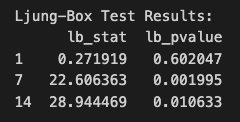 Ljung-Box Test Results:
lb_stat lb_pvalue
1 0.271919 0.602047
7 22.606363 0.001995
14 28.944469 0.010633